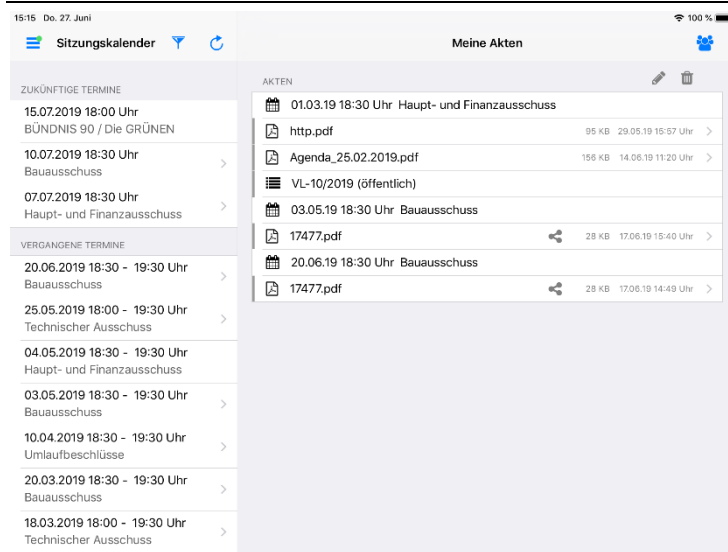 15:15 Do. 27. Juni
100 %
Sitzungskalender
Meine Akten
ZUKÜNFTIGE TERMINE
15.07.2019 18:00 Uhr
BÜNDNIS 90 / Die GRÜNEN
10.07.2019 18:30 Uhr
Bauausschuss
07.07.2019 18:30 Uhr
Haupt- und Finanzausschuss
VERGANGENE TERMINE
20.06.2019 18:30 - 19:30 Uhr
Bauausschuss
25.05.2019 18:00 - 19:30 Uhr
Technischer Ausschuss
04.05.2019 18:30 - 19:30 Uhr
Haupt- und Finanzausschuss
03.05.2019 18:30 - 19:30 Uhr
Bauausschuss
10.04.2019 18:30 - 19:30 Uhr
Umlaufbeschlüsse
20.03.2019 18:30 - 19:30 Uhr
Bauausschuss
18.03.2019 18:00 - 19:30 Uhr
Technischer Ausschuss
AKTEN
01.03.19 18:30 Uhr Haupt- und Finanzausschuss
http.pdf 95 KB 29.05.19 15:57 Uhr
Agenda_25.02.2019.pdf 156 KB 14.06.19 11:20 Uhr
VL-10/2019 (öffentlich)
03.05.19 18:30 Uhr Bauausschuss
17477.pdf 28 KB 17.06.19 15:40 Uhr
20.06.19 18:30 Uhr Bauausschuss
17477.pdf 28 KB 17.06.19 14:49 Uhr